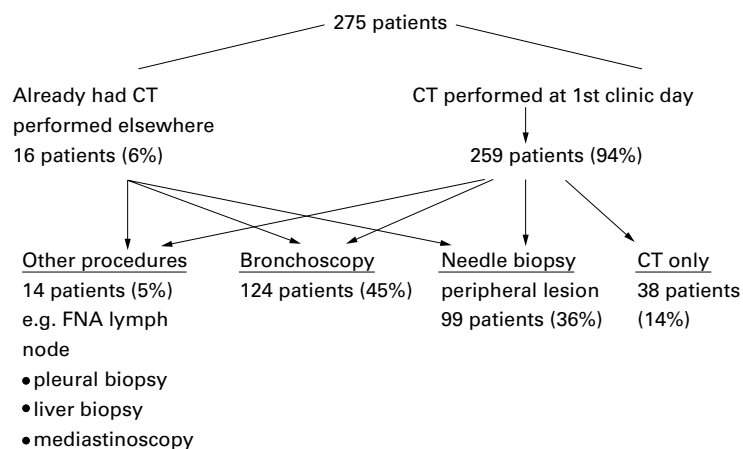 275 patients
Already had CT
performed elsewhere
16 patients (6%)
CT performed at 1st clinic day
259 patients (94%)
Other procedures
14 patients (5%)
e.g. FNA lymph
node
• pleural biopsy
• liver biopsy
• mediastinoscopy
Bronchoscopy
124 patients (45%)
Needle biopsy
peripheral lesion
99 patients (36%)
CT only
38 patients
(14%)